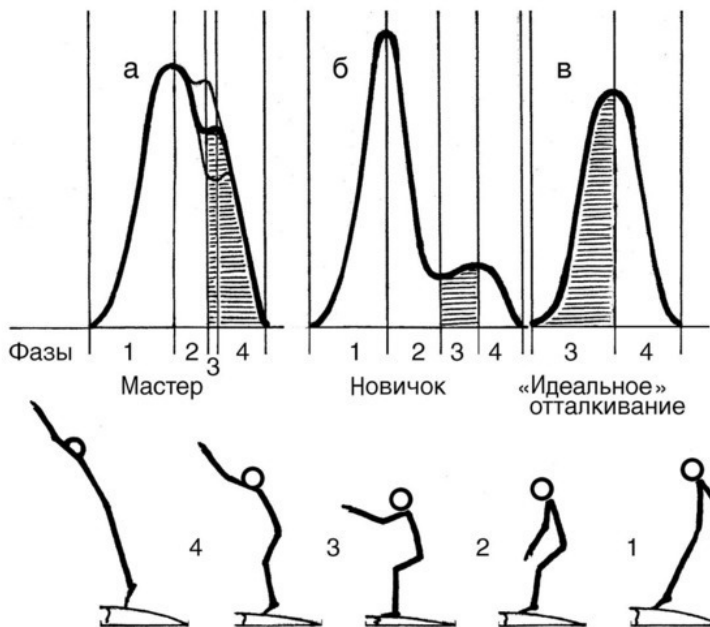 а
б
в
Фазы 1 2 3 4 1 2 3 4 3 4
Мастер
Новичок
«Идеальное»
отталкивание
4 3 2 1